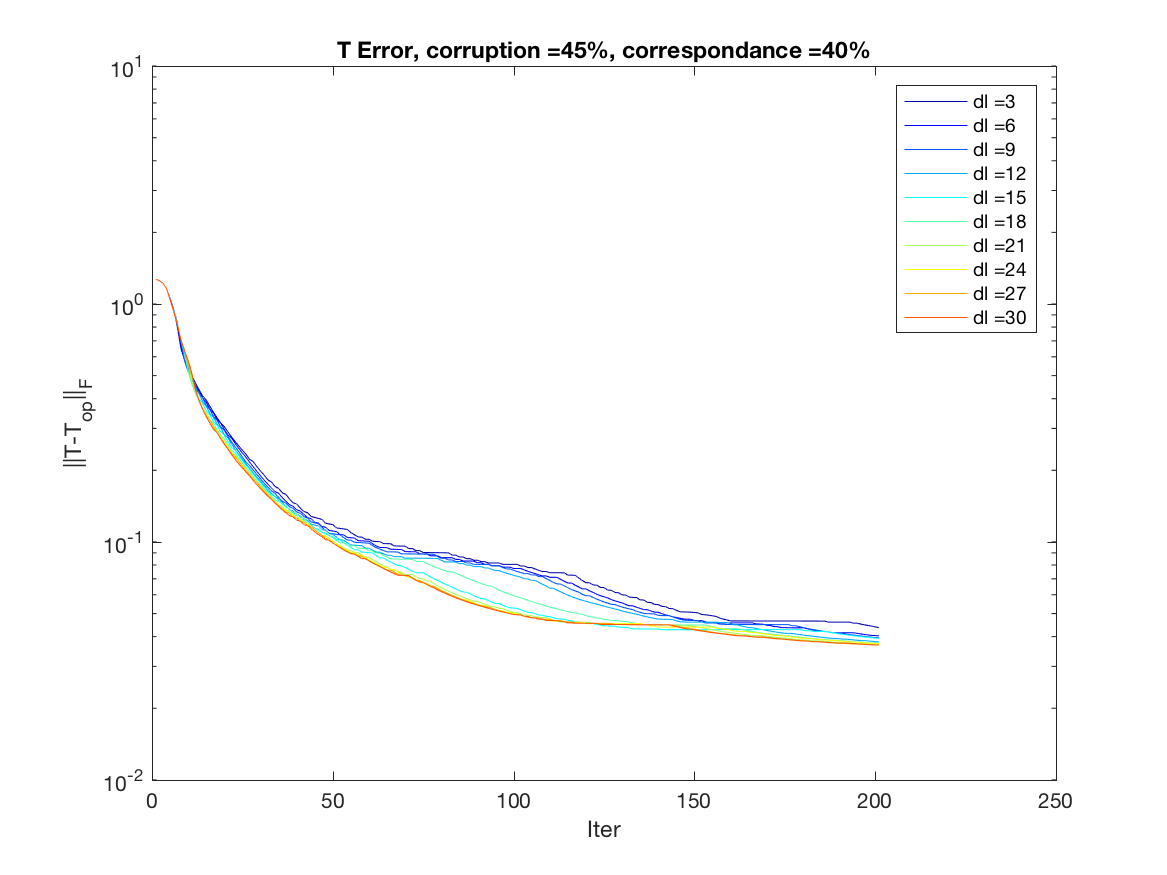 T Error, corruption =45%, correspondance =40%
10^1
10^0
10^-1
10^-2
||T-T_op||_F
0
50
100
150
200
250
Iter
dl =3
dl =6
dl =9
dl =12
dl =15
dl =18
dl =21
dl =24
dl =27
dl =30